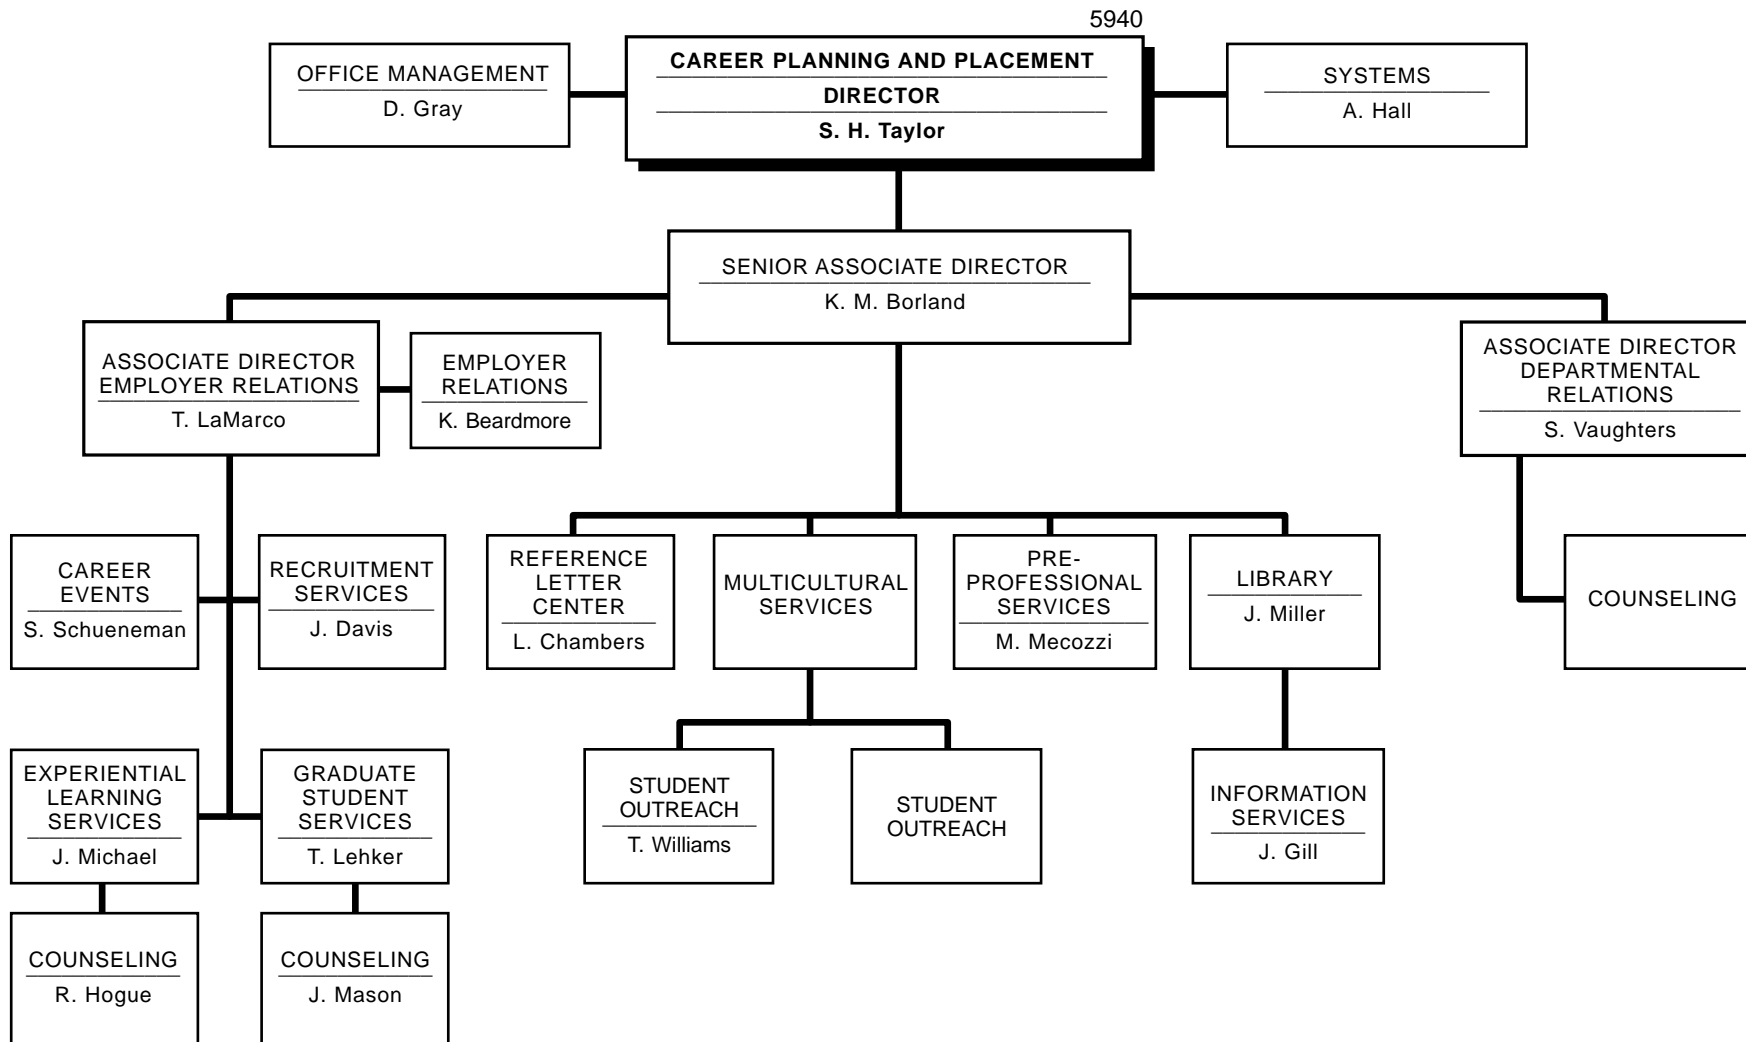 5940
OFFICE MANAGEMENT
D. Gray
CAREER PLANNING AND PLACEMENT
DIRECTOR
S. H. Taylor
SYSTEMS
A. Hall
SENIOR ASSOCIATE DIRECTOR
K. M. Borland
ASSOCIATE DIRECTOR
EMPLOYER RELATIONS
T. LaMarco
EMPLOYER
RELATIONS
K. Beardmore
ASSOCIATE DIRECTOR
DEPARTMENTAL
RELATIONS
S. Vaughters
CAREER
EVENTS
S. Schueneman
RECRUITMENT
SERVICES
J. Davis
REFERENCE
LETTER
CENTER
L. Chambers
MULTICULTURAL
SERVICES
PRE-
PROFESSIONAL
SERVICES
M. Mecozzi
LIBRARY
J. Miller
COUNSELING
EXPERIENTIAL
LEARNING
SERVICES
J. Michael
GRADUATE
STUDENT
SERVICES
T. Lehker
STUDENT
OUTREACH
T. Williams
STUDENT
OUTREACH
INFORMATION
SERVICES
J. Gill
COUNSELING
R. Hogue
COUNSELING
J. Mason